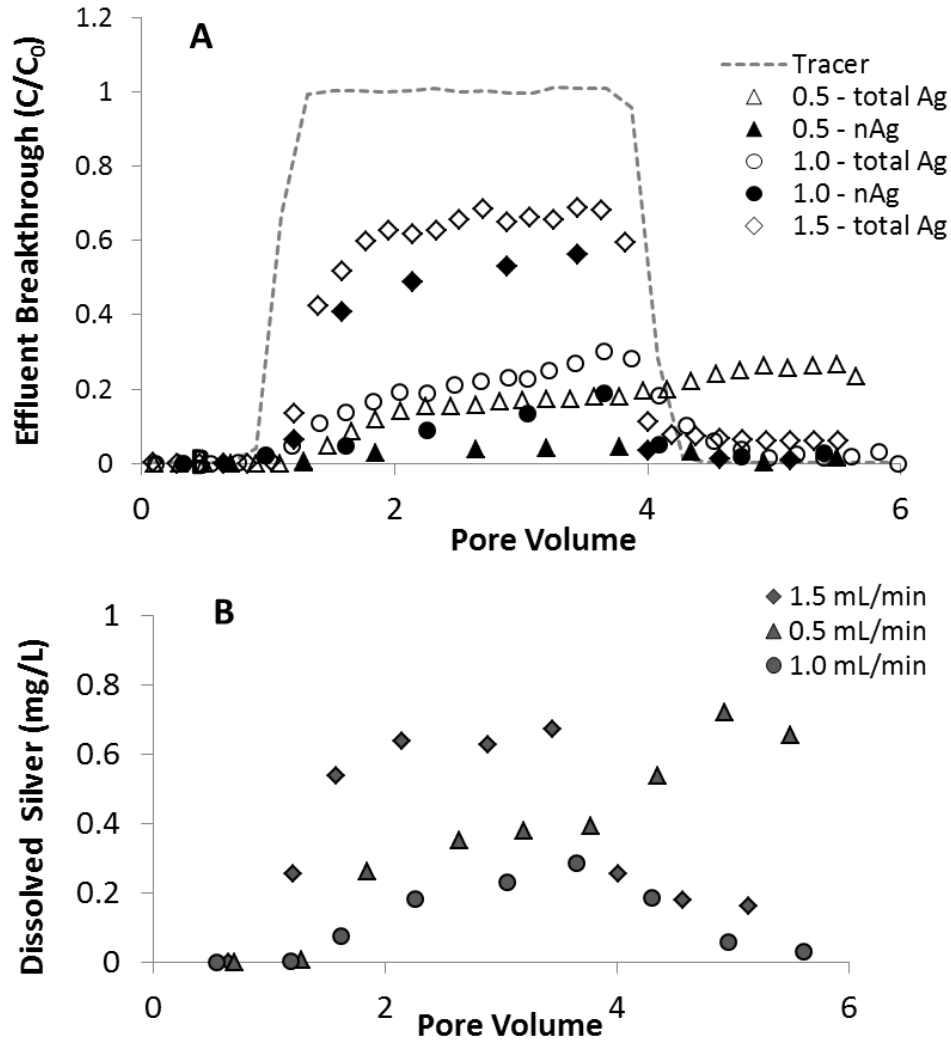 A
1.2
1
0.8
0.6
0.4
0.2
0
Effluent Breakthrough (C/C₀)
Tracer
0.5 - total Ag
0.5 - nAg
1.0 - total Ag
1.0 - nAg
1.5 - total Ag
0 2 4 6
Pore Volume
B
1
0.8
0.6
0.4
0.2
0
Dissolved Silver (mg/L)
1.5 mL/min
0.5 mL/min
1.0 mL/min
0 2 4 6
Pore Volume